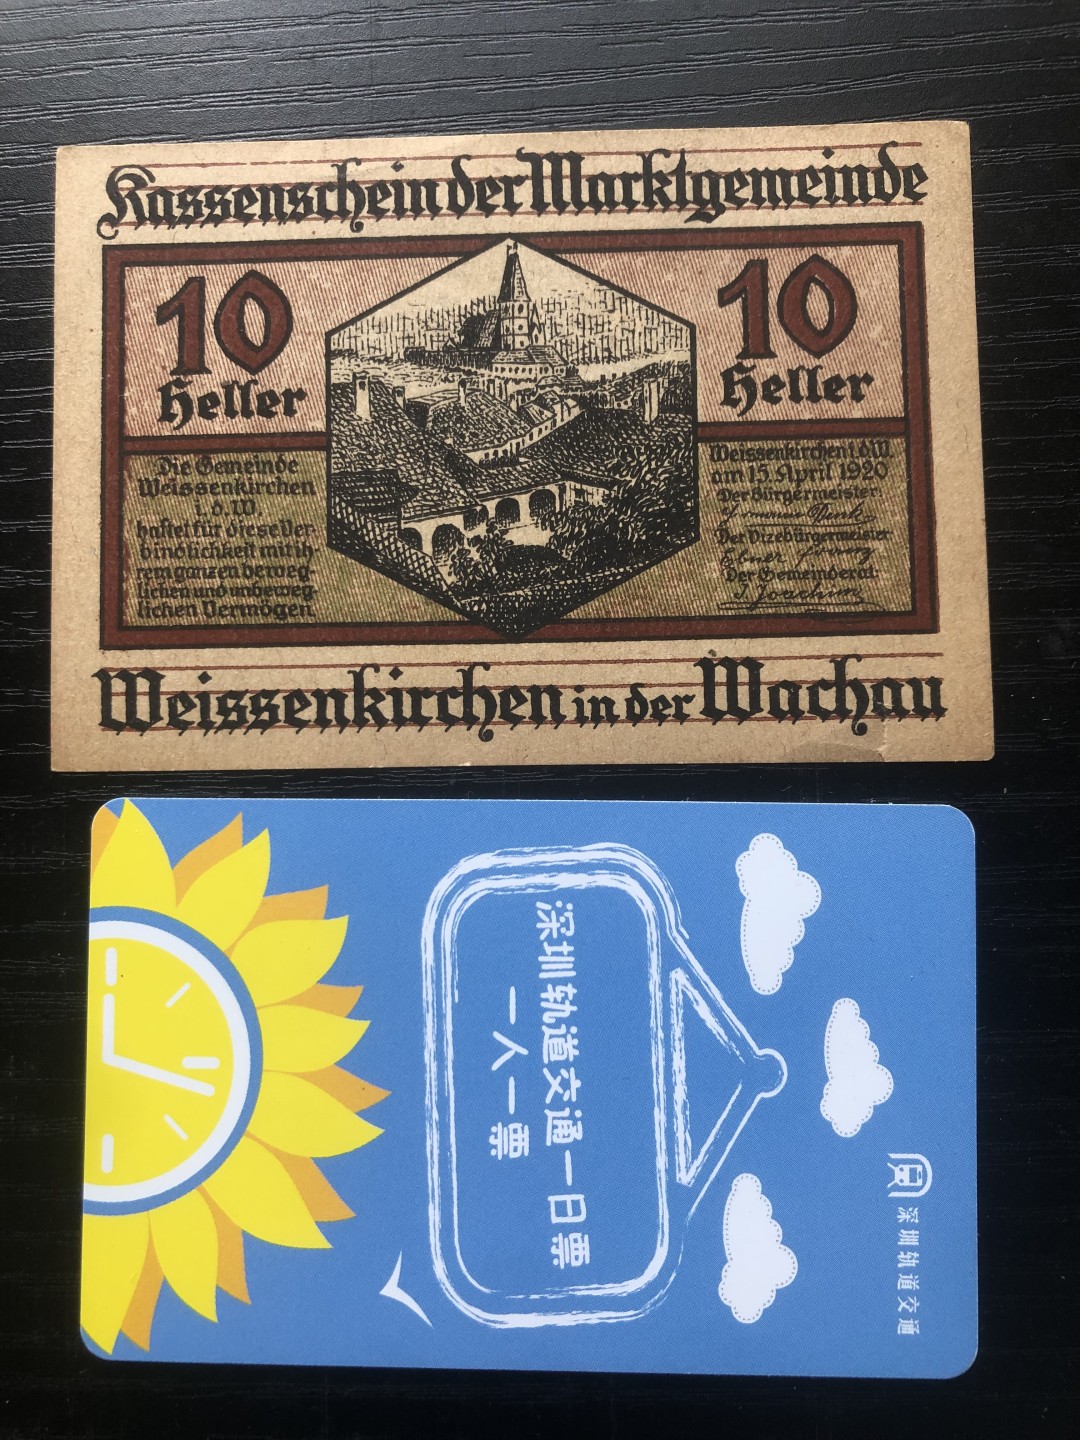 Kassenschein der Marktgemeinde
10
Heller
10
Heller
Die Gemeinde
Weissenkirchen
i. d. W.
haftet für diese Ver
bindlichkeit mit ih-
rem ganzen beweg-
lichen und unbeweg-
lichen Vermögen.
Weissenkirchen i. d. W.
am 15. April 1920
Der Bürgermeister:
Der Vizebürgermeister
Der Gemeinderat:
J. Joachim
Weissenkirchen in der Wachau
深圳轨道交通一日票
一人一票
深圳轨道交通